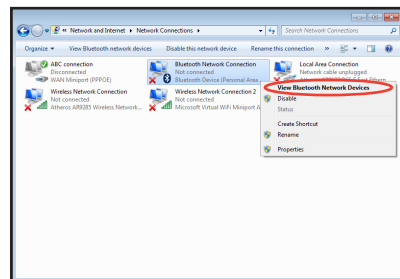 « Network and Internet ▸ Network Connections ▸
Search Network Connections
Organize ▾ View Bluetooth network devices Disable this network device Rename this connection »
ABC connection
Disconnected
WAN Miniport (PPPOE)
Bluetooth Network Connection
Not connected
Bluetooth Device (Personal Area...
Local Area Connection
Network cable unplugged
Wireless Network Connection
Not connected
Atheros AR9285 Wireless Network...
Wireless Network Connection 2
Not connected
Microsoft Virtual WiFi Miniport A
View Bluetooth Network Devices
Disable
Status
Create Shortcut
Rename
Properties